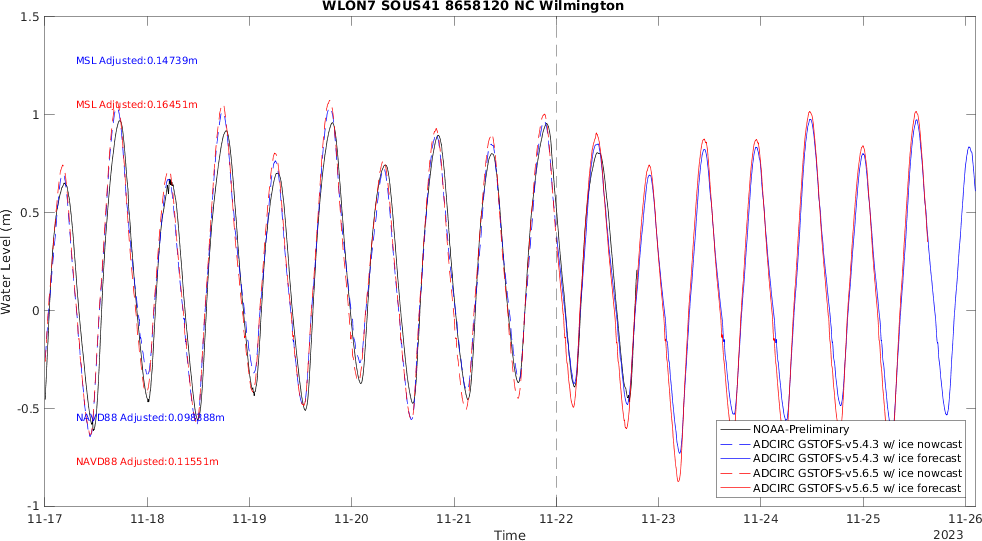 WLON7 SOUS41 8658120 NC Wilmington
1.5
1
0.5
0
-0.5
-1
Water Level (m)
MSL Adjusted:0.14739m
MSL Adjusted:0.16451m
NAVD88 Adjusted:0.098388m
NAVD88 Adjusted:0.11551m
NOAA-Preliminary
ADCIRC GSTOFS-v5.4.3 w/ ice nowcast
ADCIRC GSTOFS-v5.4.3 w/ ice forecast
ADCIRC GSTOFS-v5.6.5 w/ ice nowcast
ADCIRC GSTOFS-v5.6.5 w/ ice forecast
11-17 11-18 11-19 11-20 11-21 11-22 11-23 11-24 11-25 11-26
Time
2023